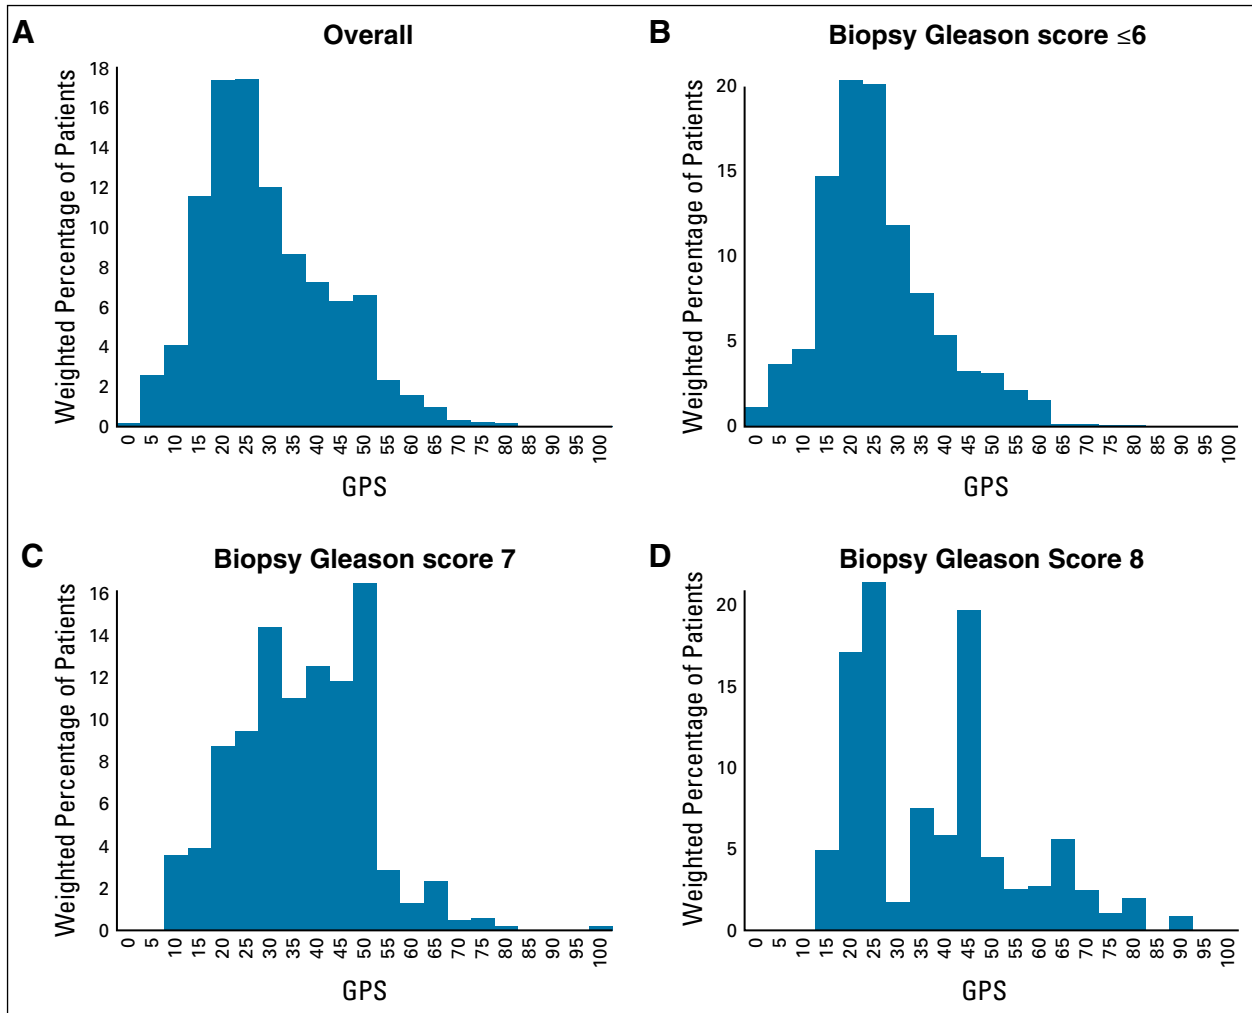 A
Overall
Weighted Percentage of Patients
18
16
14
12
10
8
6
4
2
0
0 5 10 15 20 25 30 35 40 45 50 55 60 65 70 75 80 85 90 95 100
GPS
B
Biopsy Gleason score ≤6
Weighted Percentage of Patients
20
15
10
5
0
0 5 10 15 20 25 30 35 40 45 50 55 60 65 70 75 80 85 90 95 100
GPS
C
Biopsy Gleason score 7
Weighted Percentage of Patients
16
14
12
10
8
6
4
2
0
0 5 10 15 20 25 30 35 40 45 50 55 60 65 70 75 80 85 90 95 100
GPS
D
Biopsy Gleason Score 8
Weighted Percentage of Patients
20
15
10
5
0
0 5 10 15 20 25 30 35 40 45 50 55 60 65 70 75 80 85 90 95 100
GPS